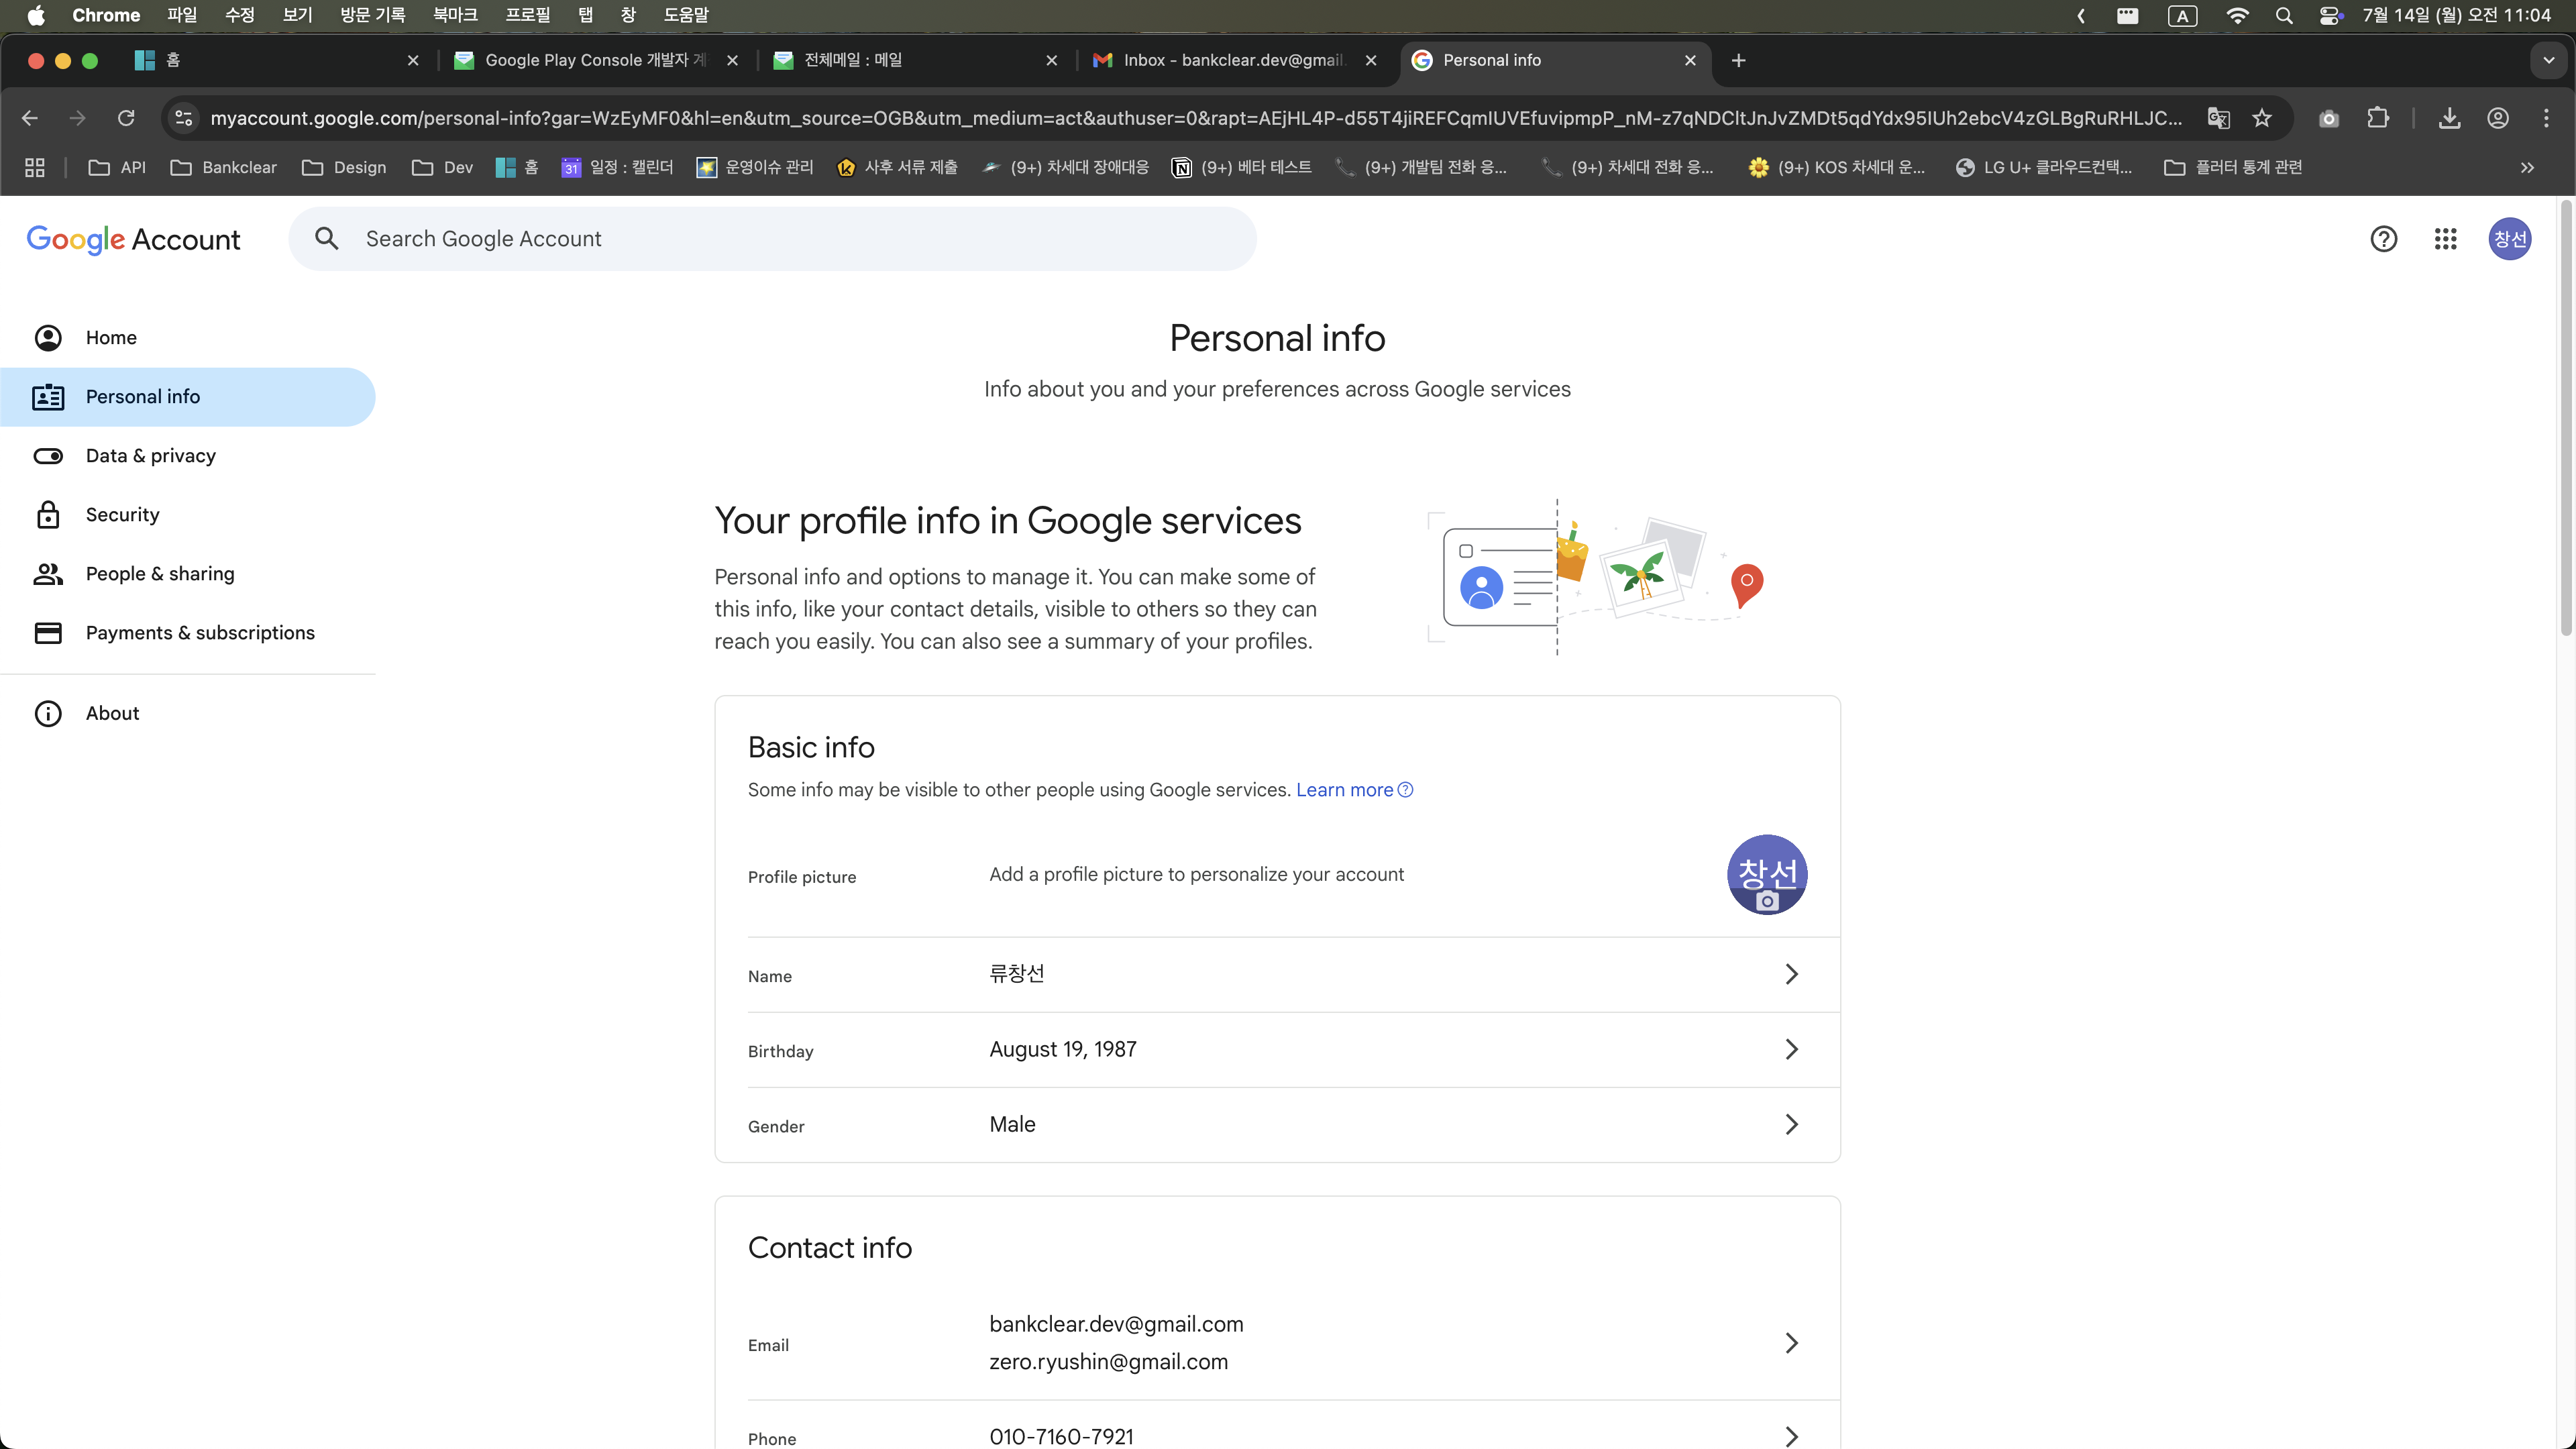 Chrome 파일 수정 보기 방문 기록 북마크 프로필 탭 창 도움말 A 7월 14일 (월) 오전 11:04
홈 Google Play Console 개발자 계 전체메일 : 메일 Inbox - bankclear.dev@gmail. Personal info
myaccount.google.com/personal-info?gar=WzEyMF0&hl=en&utm_source=OGB&utm_medium=act&authuser=0&rapt=AEjHL4P-d55T4jiREFCqmIUVEfuvipmpP_nM-z7qNDCltJnJvZMDt5qdYdx95IUh2ebcV4zGLBgRuRHLJC...
API Bankclear Design Dev 홈 31 일정 : 캘린더 운영이슈 관리 사후 서류 제출 (9+) 차세대 장애대응 (9+) 베타 테스트 (9+) 개발팀 전화 응... (9+) 차세대 전화 응... (9+) KOS 차세대 운... LG U+ 클라우드컨택... 플러터 통계 관련
Google Account Search Google Account 창선
Home
Personal info
Data & privacy
Security
People & sharing
Payments & subscriptions
About
Personal info
Info about you and your preferences across Google services
Your profile info in Google services
Personal info and options to manage it. You can make some of
this info, like your contact details, visible to others so they can
reach you easily. You can also see a summary of your profiles.
Basic info
Some info may be visible to other people using Google services. Learn more
Profile picture Add a profile picture to personalize your account 창선
Name 류창선
Birthday August 19, 1987
Gender Male
Contact info
Email bankclear.dev@gmail.com
zero.ryushin@gmail.com
Phone 010-7160-7921